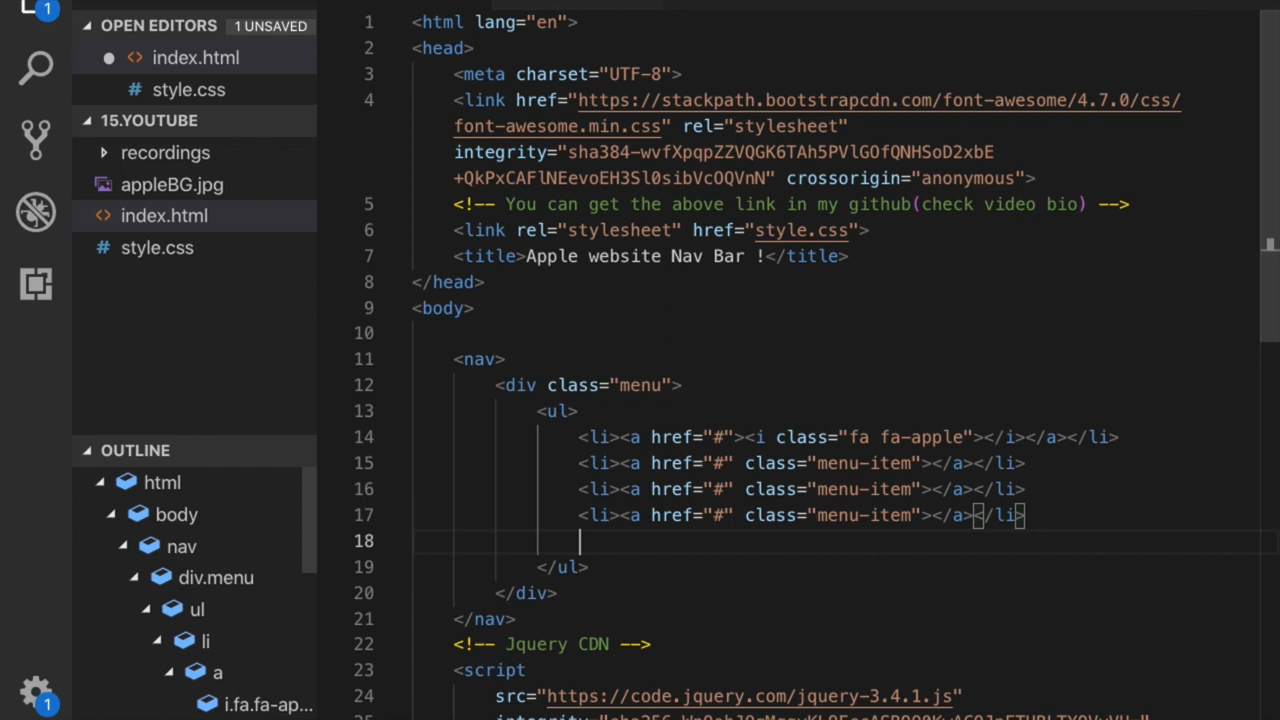 1
OPEN EDITORS 1 UNSAVED
<> index.html
# style.css
15.YOUTUBE
recordings
appleBG.jpg
<> index.html
# style.css
OUTLINE
html
body
nav
div.menu
ul
li
a
i.fa.fa-ap...
1
1 <html lang="en">
2 <head>
3 <meta charset="UTF-8">
4 <link href="https://stackpath.bootstrapcdn.com/font-awesome/4.7.0/css/
font-awesome.min.css" rel="stylesheet"
integrity="sha384-wvfXpqpZZVQGK6TAh5PVlGOfQNHSoD2xbE
+QkPxCAFlNEevoEH3Sl0sibVcOQVnN" crossorigin="anonymous">
5 <!-- You can get the above link in my github(check video bio) -->
6 <link rel="stylesheet" href="style.css">
7 <title>Apple website Nav Bar !</title>
8 </head>
9 <body>
10
11 <nav>
12 <div class="menu">
13 <ul>
14 <li><a href="#"><i class="fa fa-apple"></i></a></li>
15 <li><a href="#" class="menu-item"></a></li>
16 <li><a href="#" class="menu-item"></a></li>
17 <li><a href="#" class="menu-item"></a></li>
18
19 </ul>
20 </div>
21 </nav>
22 <!-- Jquery CDN -->
23 <script
24 src="https://code.jquery.com/jquery-3.4.1.js"